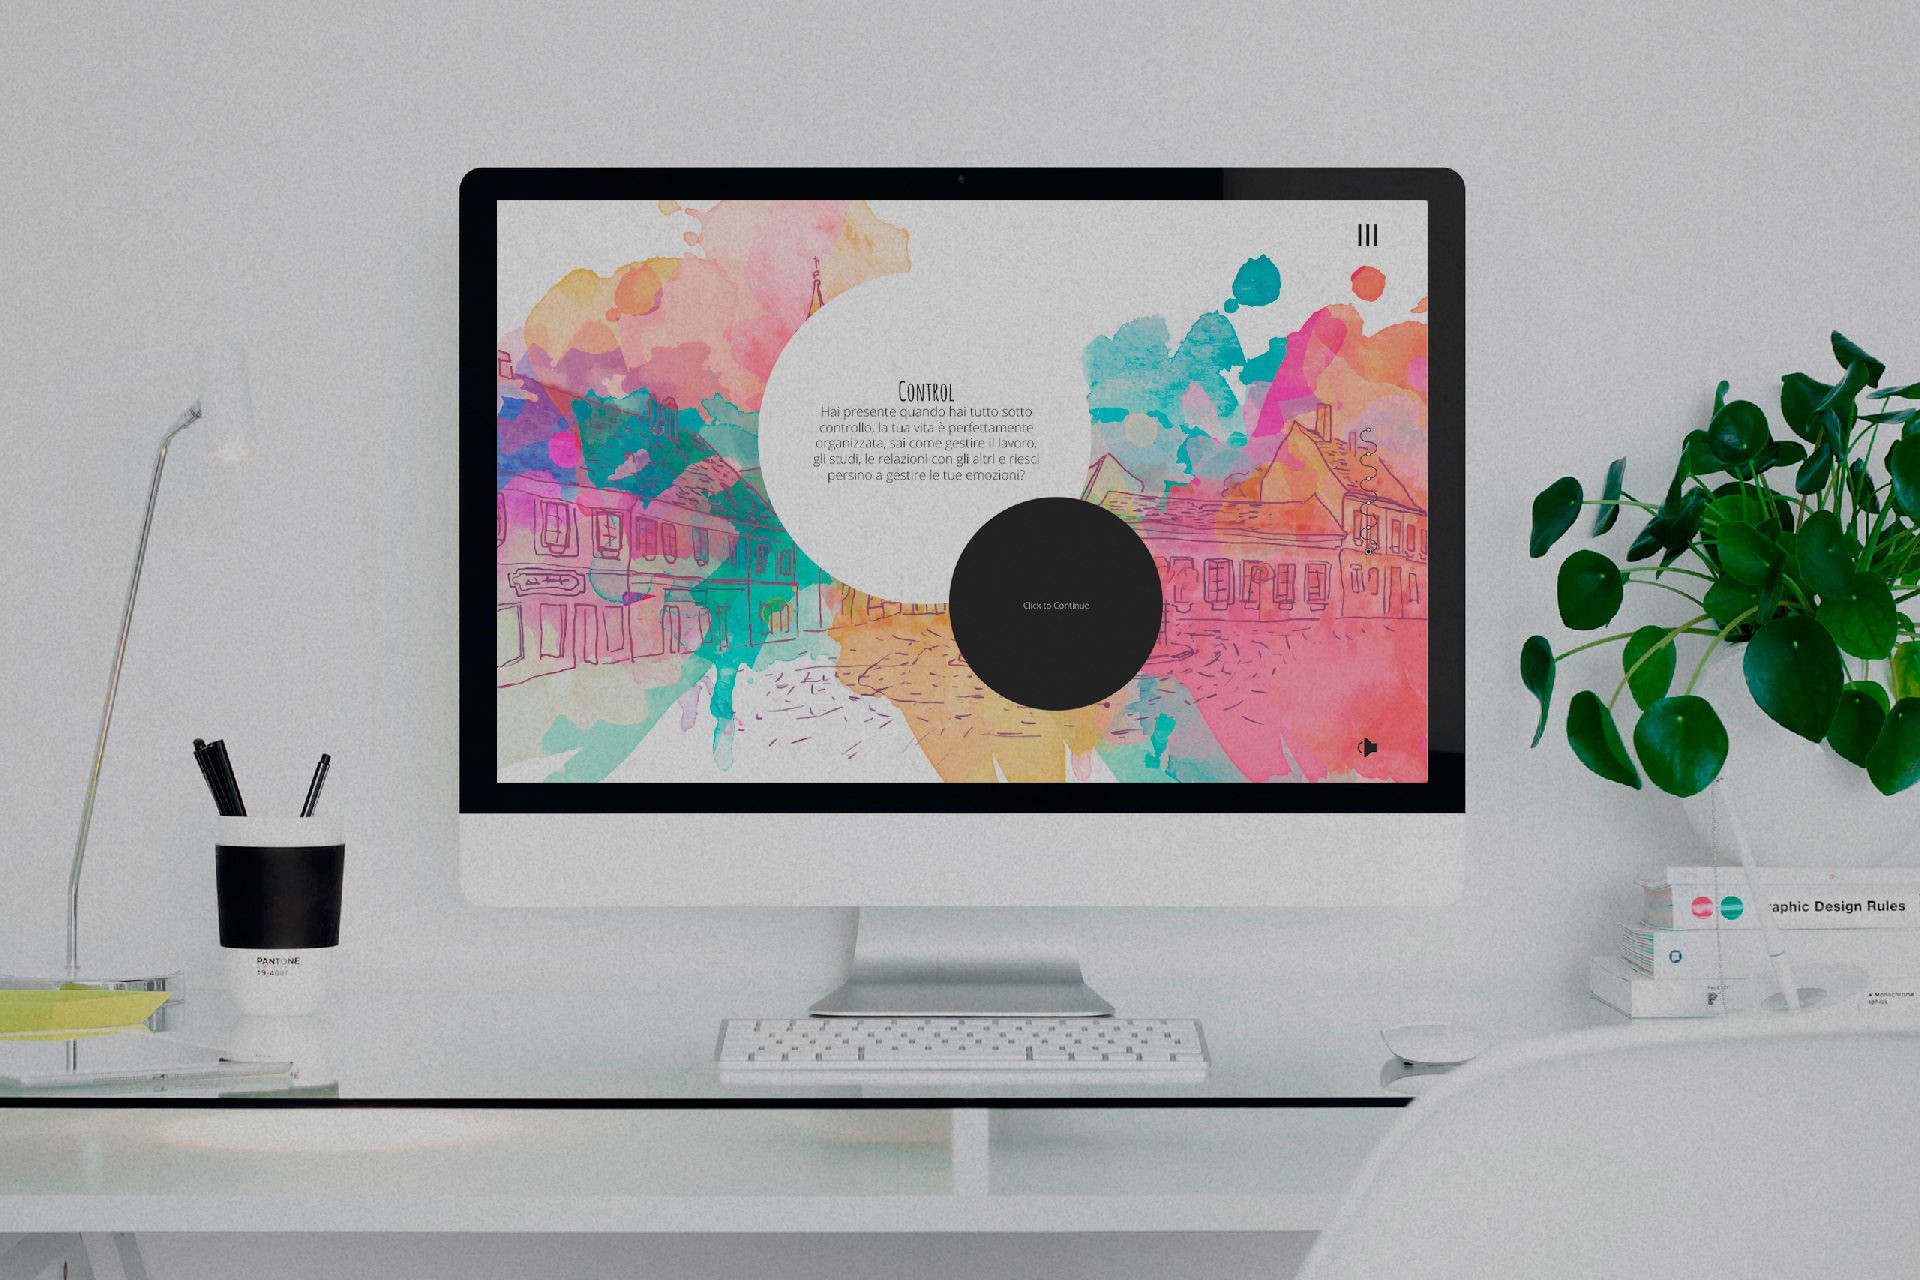 Control
Hai presente quando hai tutto sotto
controllo, la tua vita è perfettamente
organizzata, sai come gestire il lavoro,
gli studi, le relazioni con gli altri e riesci
persino a gestire le tue emozioni?
Click to Continue
PANTONE
19-4007
raphic Design Rules